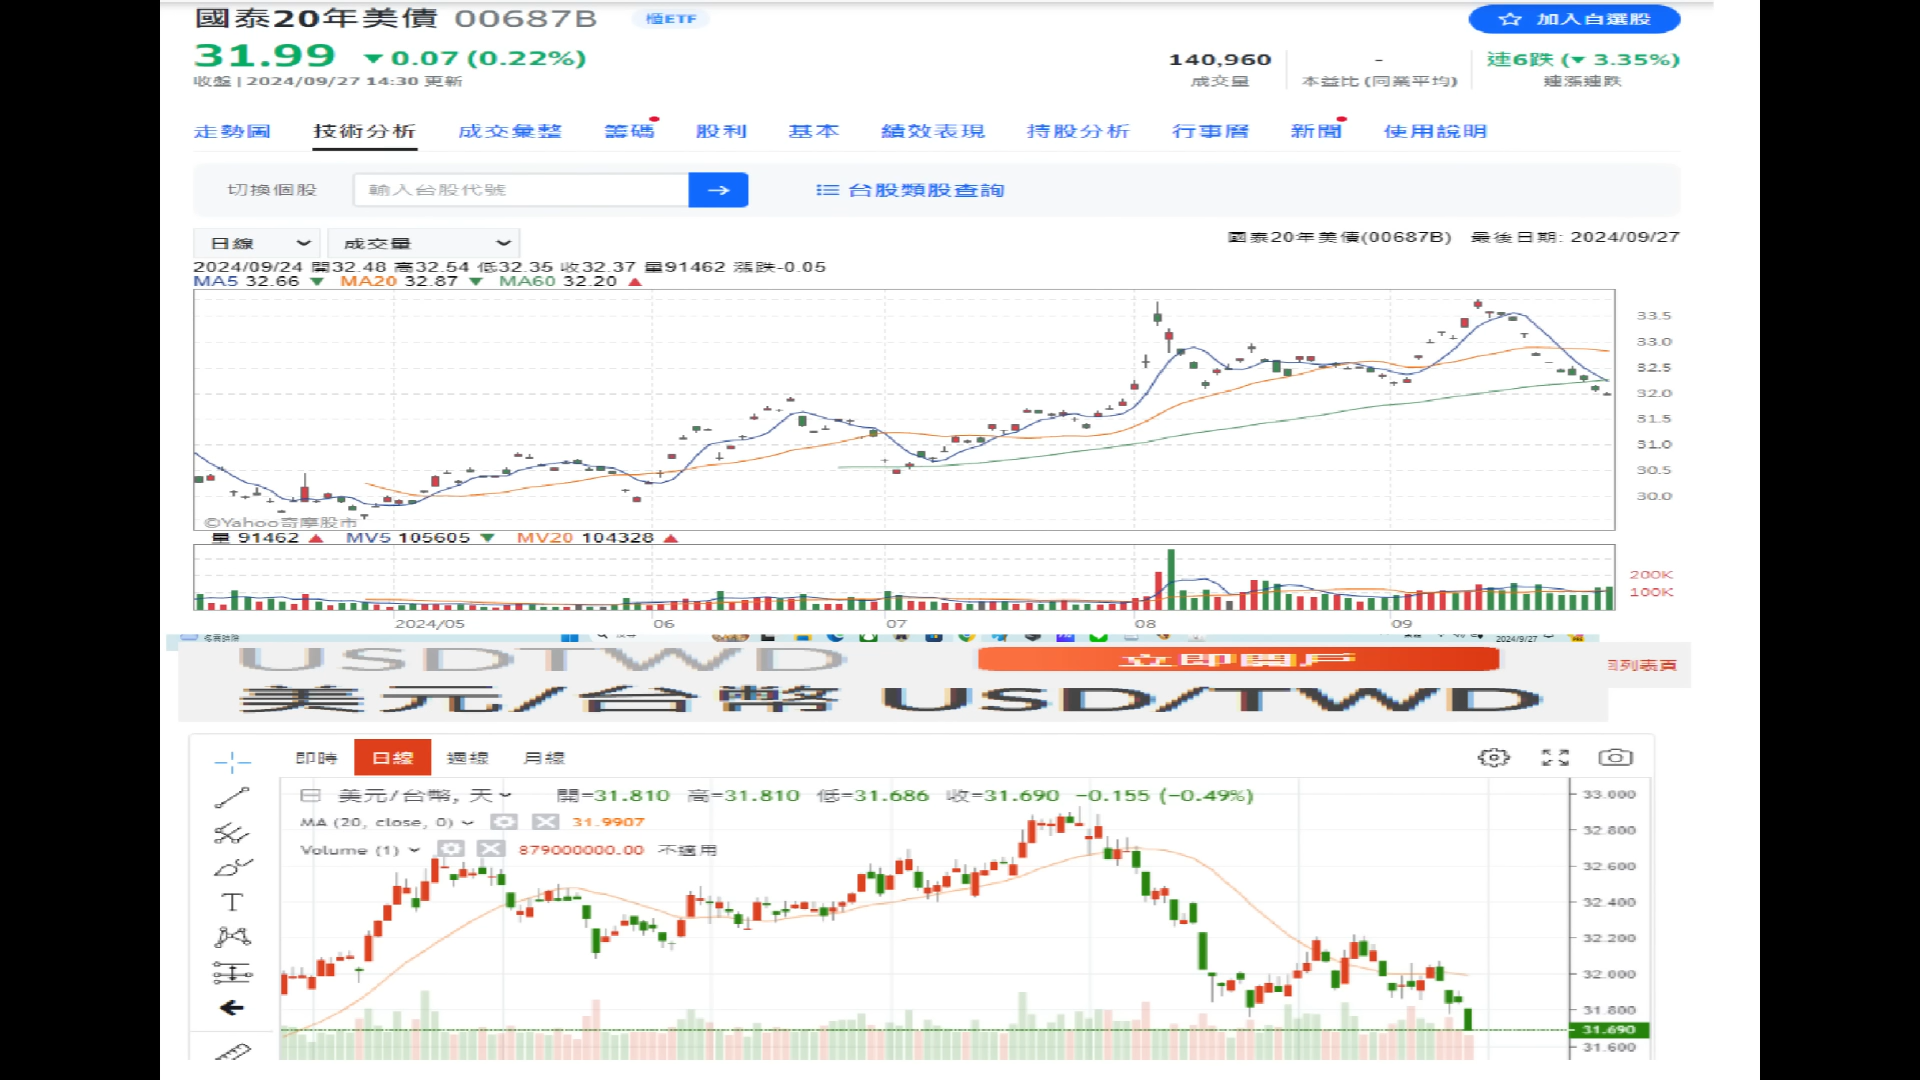 國泰20年美債 00687B 櫃ETF
加入自選股
31.99 ▼ 0.07 (0.22%)
收盤 | 2024/09/27 14:30 更新
140,960 - 連6跌 (▼ 3.35%)
成交量 本益比 (同業平均) 連漲連跌
走勢圖 技術分析 成交彙整 籌碼 股利 基本 績效表現 持股分析 行事曆 新聞 使用說明
切換個股 輸入台股代號 → 台股類股查詢
日線 成交量
國泰20年美債(00687B) 最後日期: 2024/09/27
2024/09/24 開32.48 高32.54 低32.35 收32.37 量91462 漲跌-0.05
MA5 32.66 ▼ MA20 32.87 ▼ MA60 32.20 ▲
33.5
33.0
32.5
32.0
31.5
31.0
30.5
30.0
©Yahoo奇摩股市
量 91462 ▲ MV5 105605 ▼ MV20 104328 ▲
200K
100K
2024/05 06 07 08 09
2024/9/27
USDTWD
立即開戶
回列表頁
美元/台幣 USD/TWD
即時 日線 週線 月線
美元/台幣, 天 開=31.810 高=31.810 低=31.686 收=31.690 −0.155 (−0.49%)
MA (20, close, 0) 31.9907
Volume (1) 879000000.00 不適用
33.000
32.800
32.600
32.400
32.200
32.000
31.800
31.690
31.600